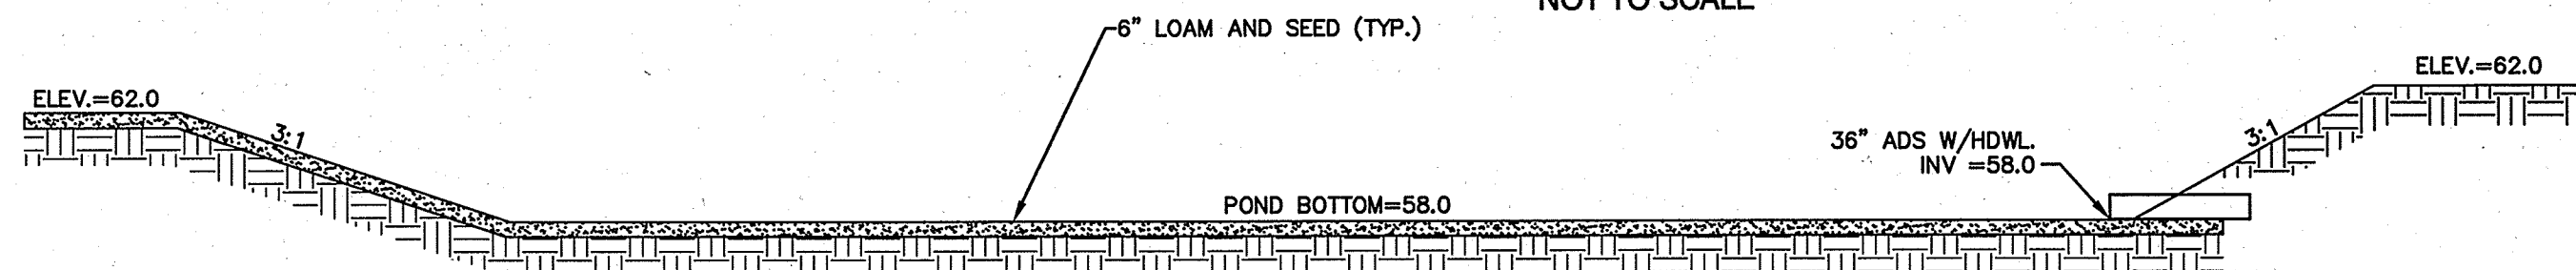 NOT TO SCALE
6" LOAM AND SEED (TYP.)
ELEV.=62.0
ELEV.=62.0
3:1
36" ADS W/HDWL.
INV =58.0
3:1
POND BOTTOM=58.0